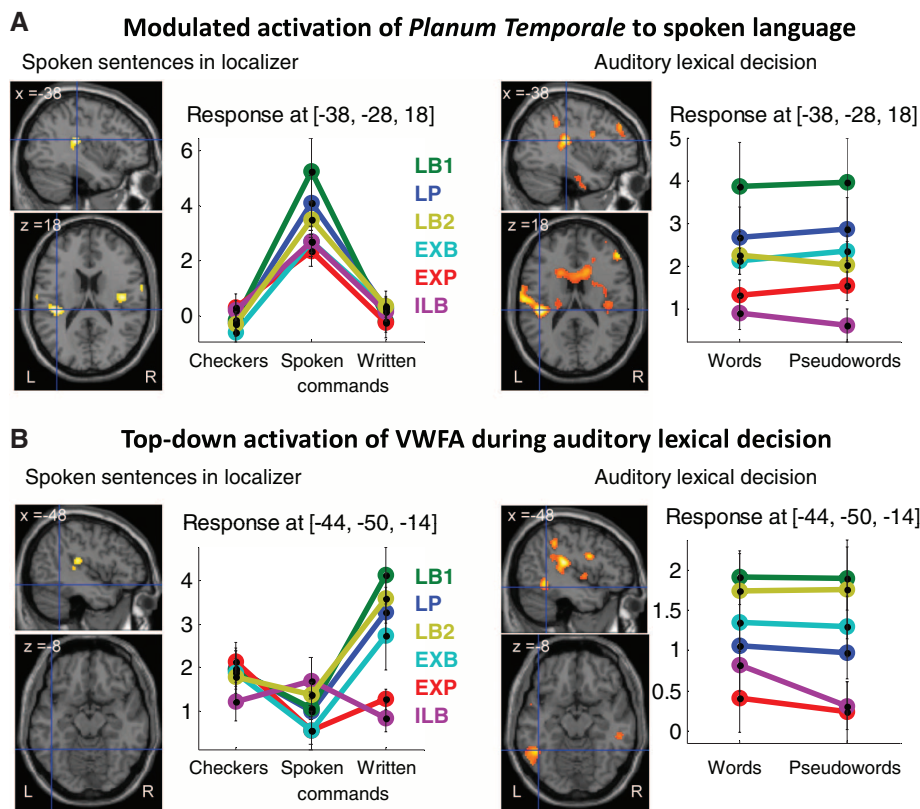 A
Modulated activation of Planum Temporale to spoken language
Spoken sentences in localizer
Auditory lexical decision
x =-38
z =18
L
R
Response at [-38, -28, 18]
6
4
2
0
Checkers
Spoken commands
Written
LB1
LP
LB2
EXB
EXP
ILB
x =-38
z =18
L
R
Response at [-38, -28, 18]
5
4
3
2
1
Words
Pseudowords
B
Top-down activation of VWFA during auditory lexical decision
Spoken sentences in localizer
Auditory lexical decision
x =-48
z =-8
L
R
Response at [-44, -50, -14]
4
3
2
1
Checkers
Spoken commands
Written
LB1
LP
LB2
EXB
EXP
ILB
x =-48
z =-8
L
R
Response at [-44, -50, -14]
2
1.5
1
0.5
0
Words
Pseudowords